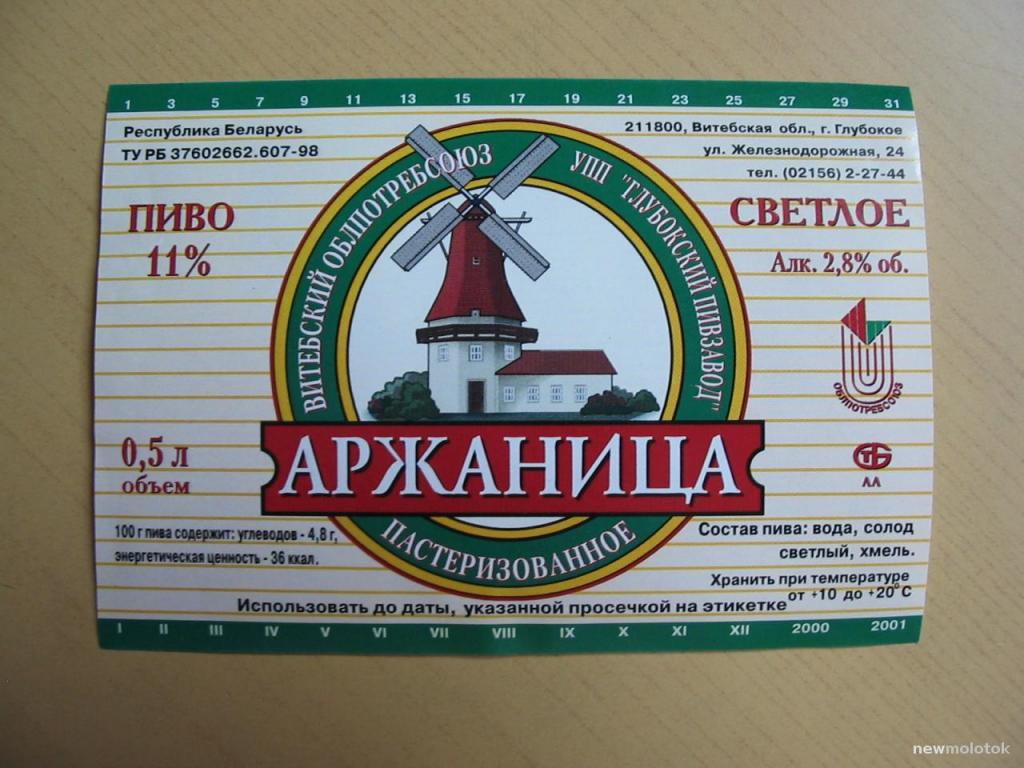 1 3 5 7 9 11 13 15 17 19 21 23 25 27 29 31
Республика Беларусь
ТУ РБ 37602662.607-98
211800, Витебская обл., г. Глубокое
ул. Железнодорожная, 24
тел. (02156) 2-27-44
ВИТЕБСКИЙ ОБЛПОТРЕБСОЮЗ
УПП "ГЛУБОКСКИЙ ПИВЗАВОД"
ПИВО
11%
СВЕТЛОЕ
Алк. 2,8% об.
ОБЛПОТРЕБСОЮЗ
АРЖАНИЦА
0,5 л
объем
СТБ
ЛЛ
ПАСТЕРИЗОВАННОЕ
100 г пива содержит: углеводов - 4,8 г,
энергетическая ценность - 36 ккал.
Состав пива: вода, солод
светлый, хмель.
Хранить при температуре
от +10 до +20°С
Использовать до даты, указанной просечкой на этикетке
I II III IV V VI VII VIII IX X XI XII 2000 2001
newmolotok